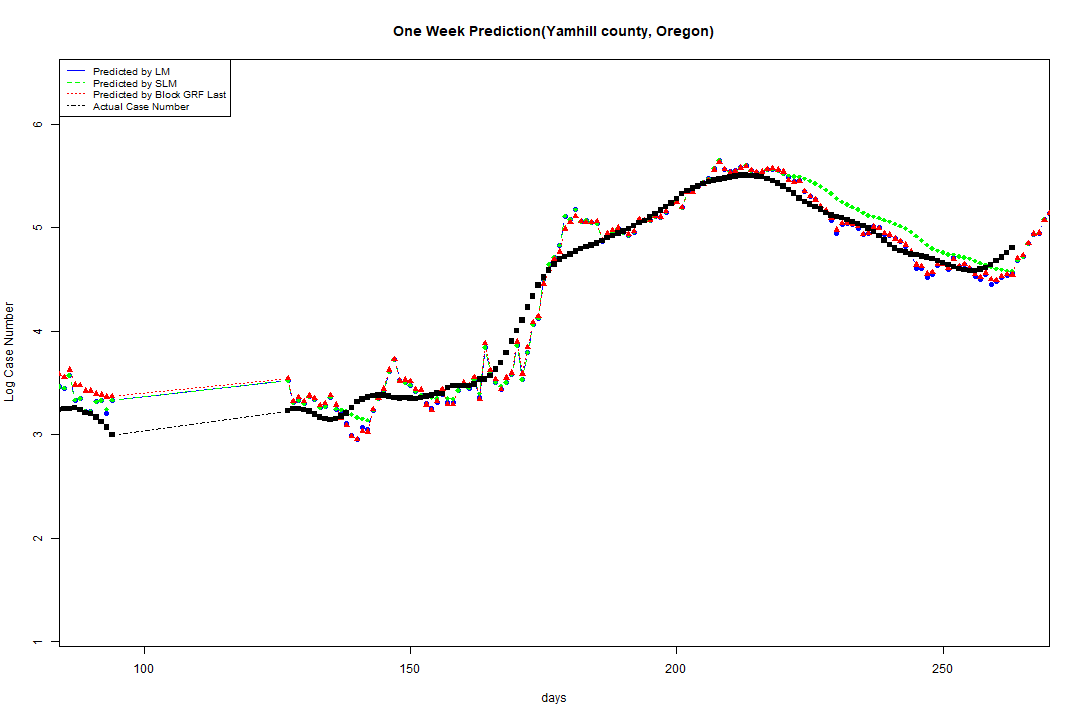 One Week Prediction(Yamhill county, Oregon)
Predicted by LM
Predicted by SLM
Predicted by Block GRF Last
Actual Case Number
6
5
4
3
2
1
Log Case Number
100 150 200 250
days